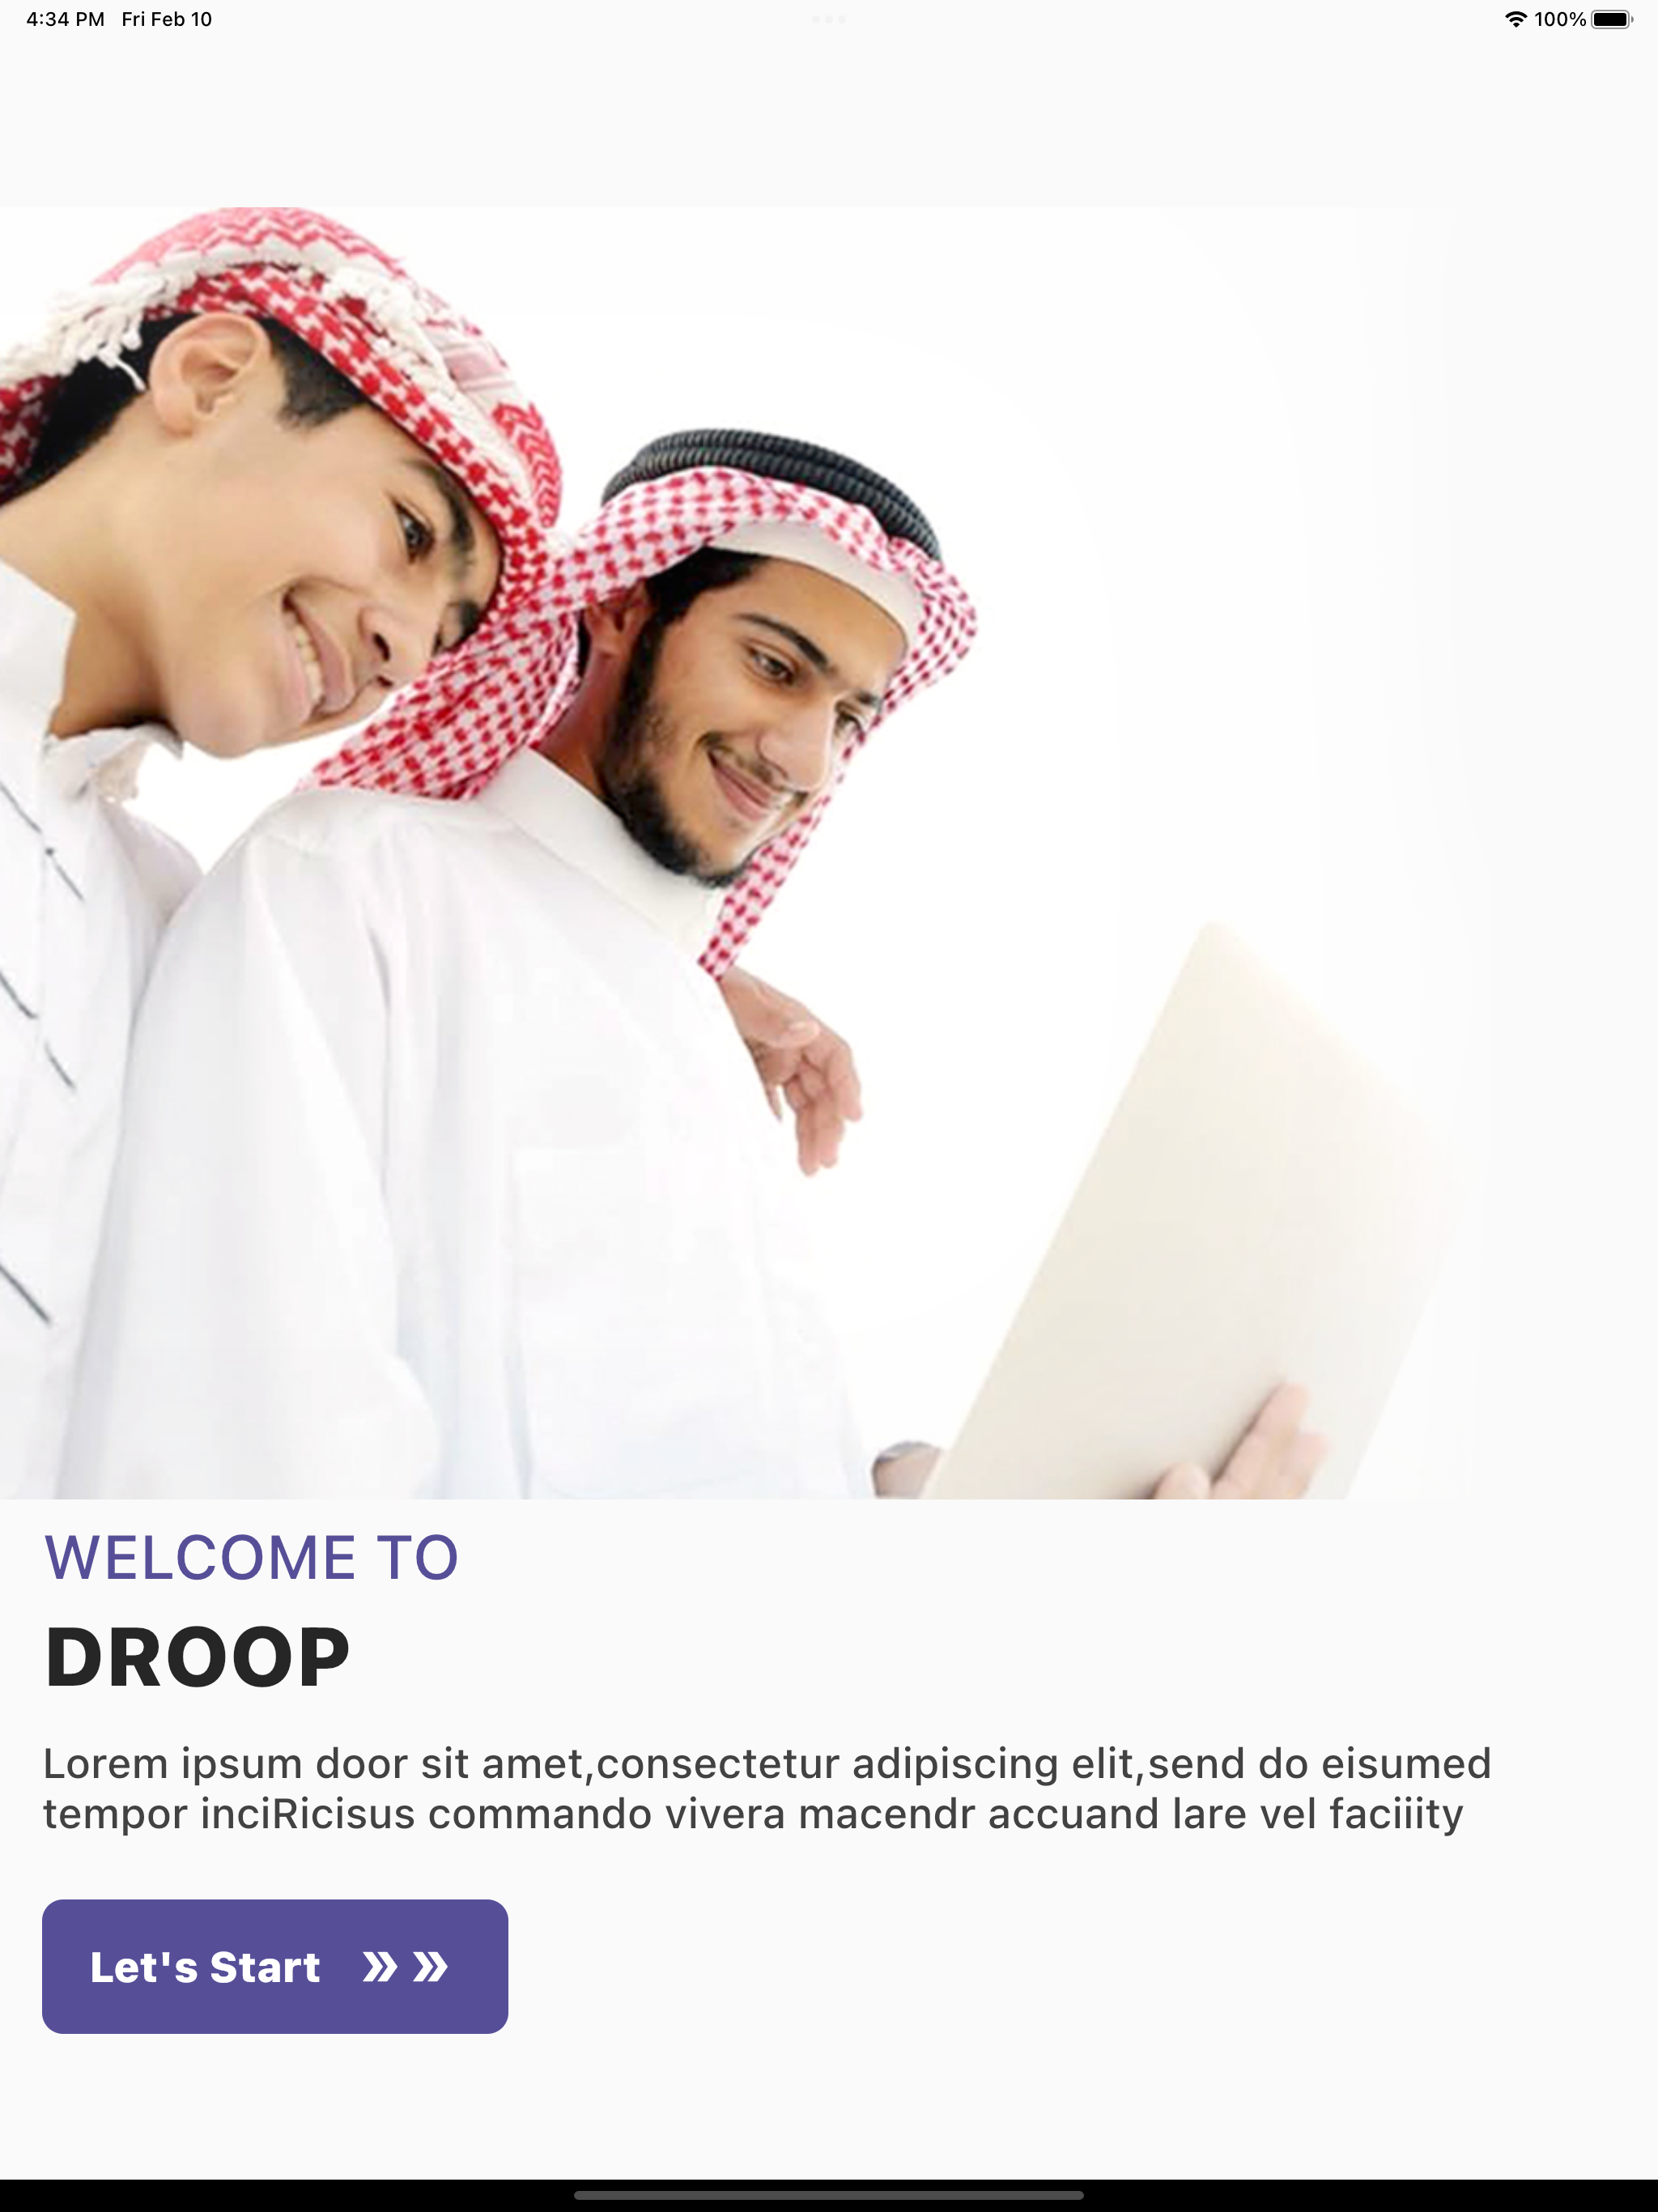 4:34 PM Fri Feb 10
100%
WELCOME TO
DROOP
Lorem ipsum door sit amet,consectetur adipiscing elit,send do eisumed
tempor inciRicisus commando vivera macendr accuand lare vel faciiity
Let's Start